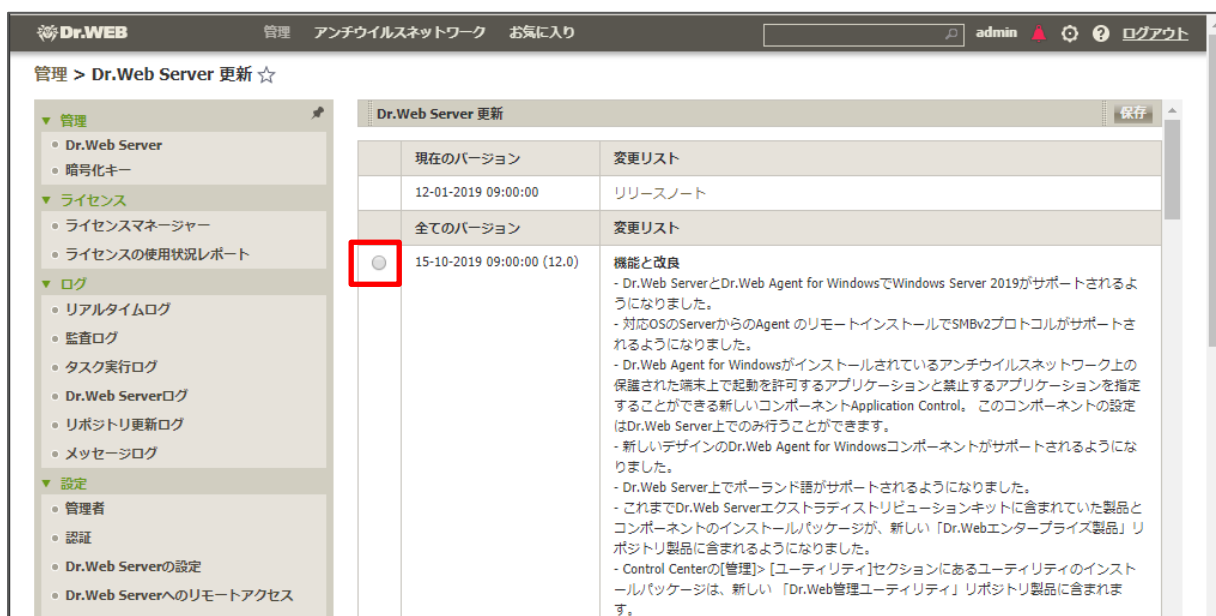 Dr.WEB 管理 アンチウイルスネットワーク お気に入り admin ログアウト
管理 > Dr.Web Server 更新
管理
Dr.Web Server
暗号化キー
ライセンス
ライセンスマネージャー
ライセンスの使用状況レポート
ログ
リアルタイムログ
監査ログ
タスク実行ログ
Dr.Web Serverログ
リポジトリ更新ログ
メッセージログ
設定
管理者
認証
Dr.Web Serverの設定
Dr.Web Serverへのリモートアクセス
Dr.Web Server 更新 保存
現在のバージョン 変更リスト
12-01-2019 09:00:00 リリースノート
全てのバージョン 変更リスト
15-10-2019 09:00:00 (12.0) 機能と改良
- Dr.Web ServerとDr.Web Agent for WindowsでWindows Server 2019がサポートされるよ
うになりました。
- 対応OSのServerからのAgent のリモートインストールでSMBv2プロトコルがサポートさ
れるようになりました。
- Dr.Web Agent for Windowsがインストールされているアンチウイルスネットワーク上の
保護された端末上で起動を許可するアプリケーションと禁止するアプリケーションを指定
することができる新しいコンポーネントApplication Control。 このコンポーネントの設定
はDr.Web Server上でのみ行うことができます。
- 新しいデザインのDr.Web Agent for Windowsコンポーネントがサポートされるようにな
りました。
- Dr.Web Server上でポーランド語がサポートされるようになりました。
- これまでDr.Web Serverエクストラディストリビューションキットに含まれていた製品と
コンポーネントのインストールパッケージが、新しい「Dr.Webエンタープライズ製品」リ
ポジトリ製品に含まれるようになりました。
- Control Centerの[管理]> [ユーティリティ]セクションにあるユーティリティのインスト
ールパッケージは、新しい 「Dr.Web管理ユーティリティ」リポジトリ製品に含まれま
す。